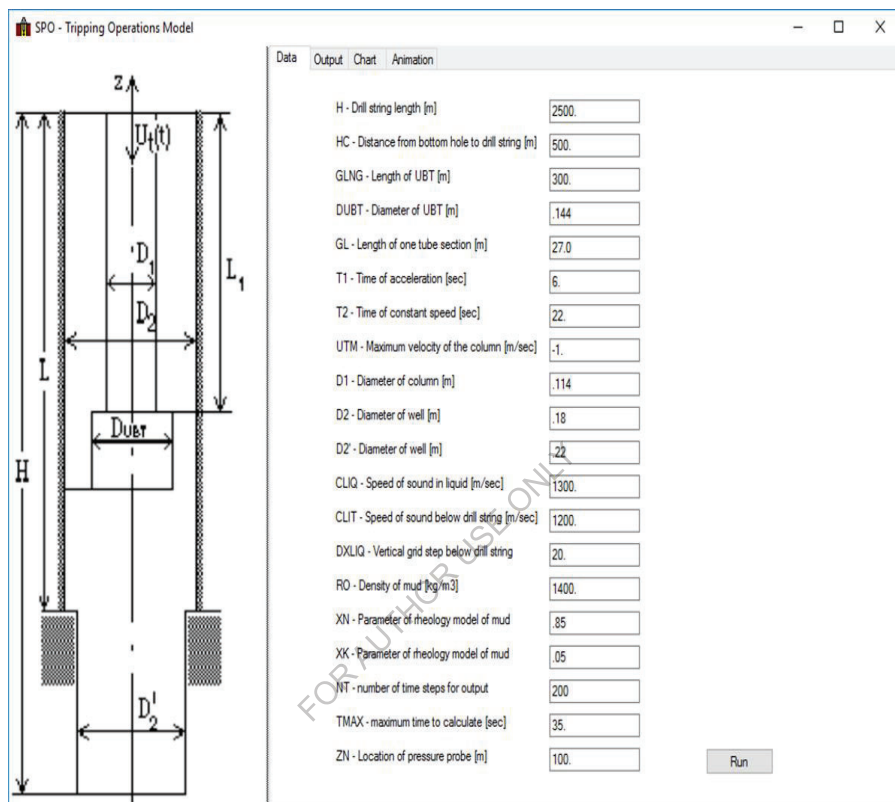 SPO - Tripping Operations Model
Data Output Chart Animation
z
Ut(t)
D1
D2
L1
L
DUBT
H
D2'
H - Drill string length [m] 2500.
HC - Distance from bottom hole to drill string [m] 500.
GLNG - Length of UBT [m] 300.
DUBT - Diameter of UBT [m] .144
GL - Length of one tube section [m] 27.0
T1 - Time of acceleration [sec] 6.
T2 - Time of constant speed [sec] 22.
UTM - Maximum velocity of the column [m/sec] -1.
D1 - Diameter of column [m] .114
D2 - Diameter of well [m] .18
D2' - Diameter of well [m] .22
CLIQ - Speed of sound in liquid [m/sec] 1300.
CLIT - Speed of sound below drill string [m/sec] 1200.
DXLIQ - Vertical grid step below drill string 20.
RO - Density of mud [kg/m3] 1400.
XN - Parameter of rheology model of mud .85
XK - Parameter of rheology model of mud .05
NT - number of time steps for output 200
TMAX - maximum time to calculate [sec] 35.
ZN - Location of pressure probe [m] 100.
Run
FOR AUTHOR USE ONLY